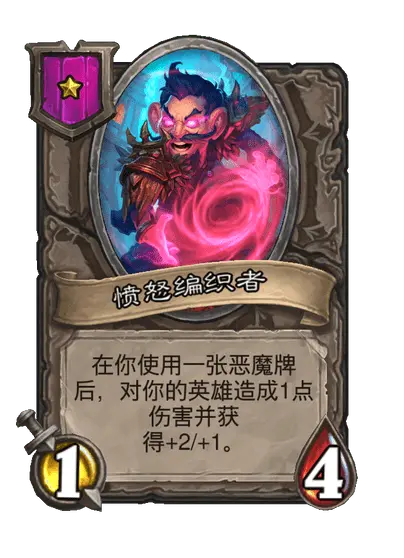 愤怒编织者
在你使用一张恶魔牌
后，对你的英雄造成1点
伤害并获
得+2/+1。
1
4